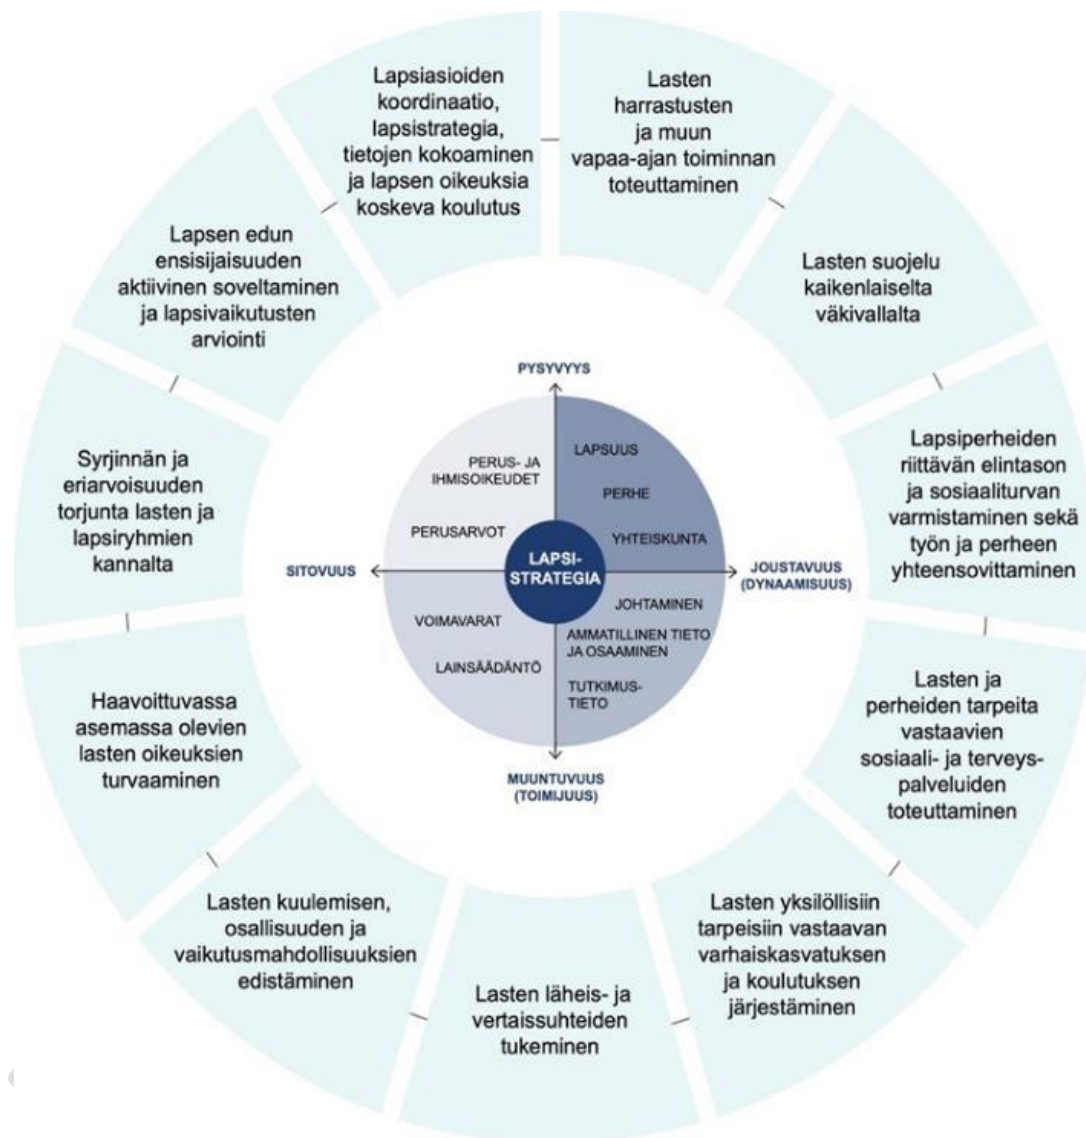 Lapsiasioiden
koordinaatio,
lapsistrategia,
tietojen kokoaminen
ja lapsen oikeuksia
koskeva koulutus
Lasten
harrastusten
ja muun
vapaa-ajan toiminnan
toteuttaminen
Lasten suojelu
kaikenlaiselta
väkivallalta
Lapsiperheiden
riittävän elintason
ja sosiaaliturvan
varmistaminen sekä
työn ja perheen
yhteensovittaminen
Lasten ja
perheiden tarpeita
vastaavien
sosiaali- ja terveys-
palveluiden
toteuttaminen
Lasten yksilöllisiin
tarpeisiin vastaavan
varhaiskasvatuksen
ja koulutuksen
järjestäminen
Lasten läheis- ja
vertaissuhteiden
tukeminen
Lasten kuulemisen,
osallisuuden ja
vaikutusmahdollisuuksien
edistäminen
Haavoittuvassa
asemassa olevien
lasten oikeuksien
turvaaminen
Syrjinnän ja
eriarvoisuuden
torjunta lasten ja
lapsiryhmien
kannalta
Lapsen edun
ensisijaisuuden
aktiivinen soveltaminen
ja lapsivaikutusten
arviointi
PYSYVYYS
PERUS- JA
IHMISOIKEUDET
PERUSARVOT
LAPSUUS
PERHE
YHTEISKUNTA
SITOVUUS
LAPSI-
STRATEGIA
JOUSTAVUUS
(DYNAAMISUUS)
VOIMAVARAT
LAINSÄÄDÄNTÖ
JOHTAMINEN
AMMATILLINEN TIETO
JA OSAAMINEN
TUTKIMUS-
TIETO
MUUNTUVUUS
(TOIMIJUUS)